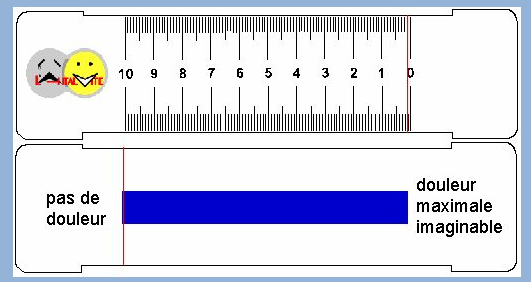 10 9 8 7 6 5 4 3 2 1 0
pas de
douleur
douleur
maximale
imaginable